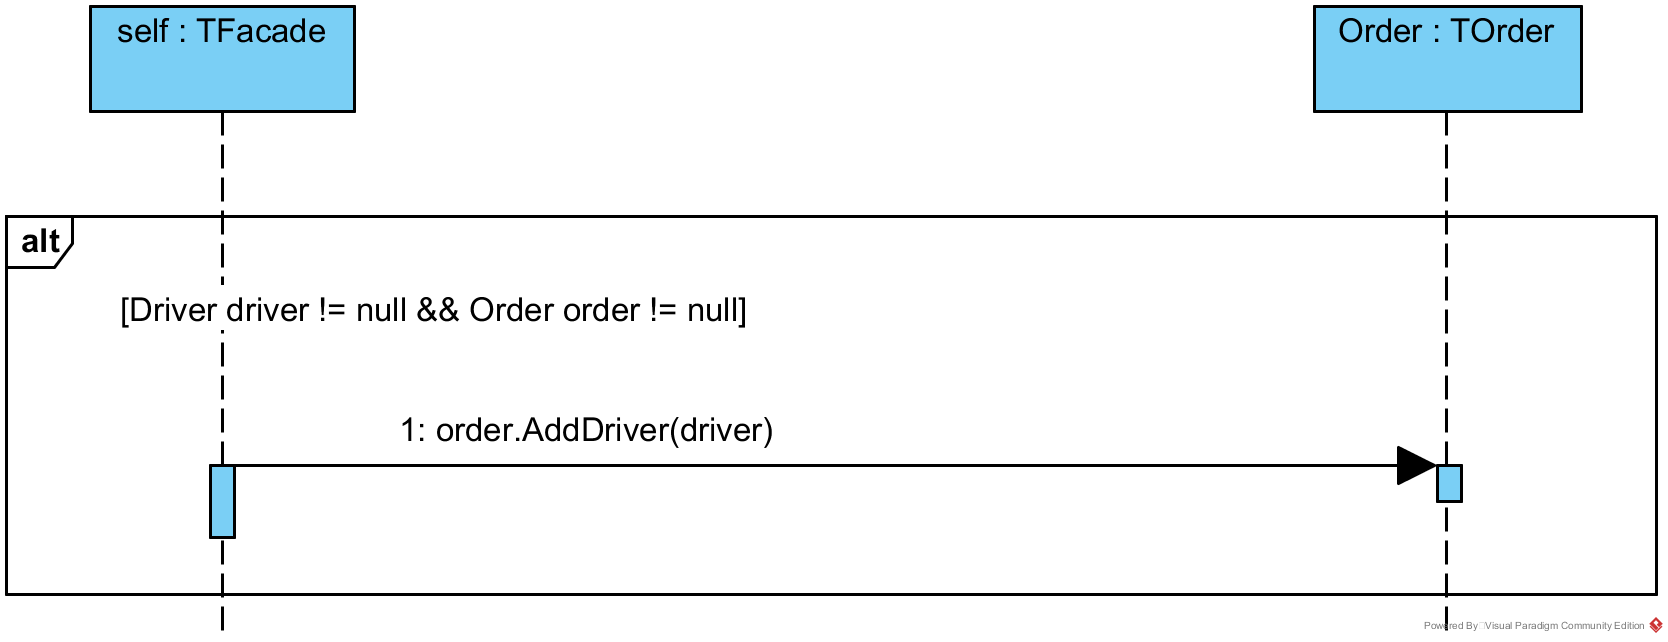 self : TFacade
Order : TOrder
alt
[Driver driver != null && Order order != null]
1: order.AddDriver(driver)
Powered By Visual Paradigm Community Edition